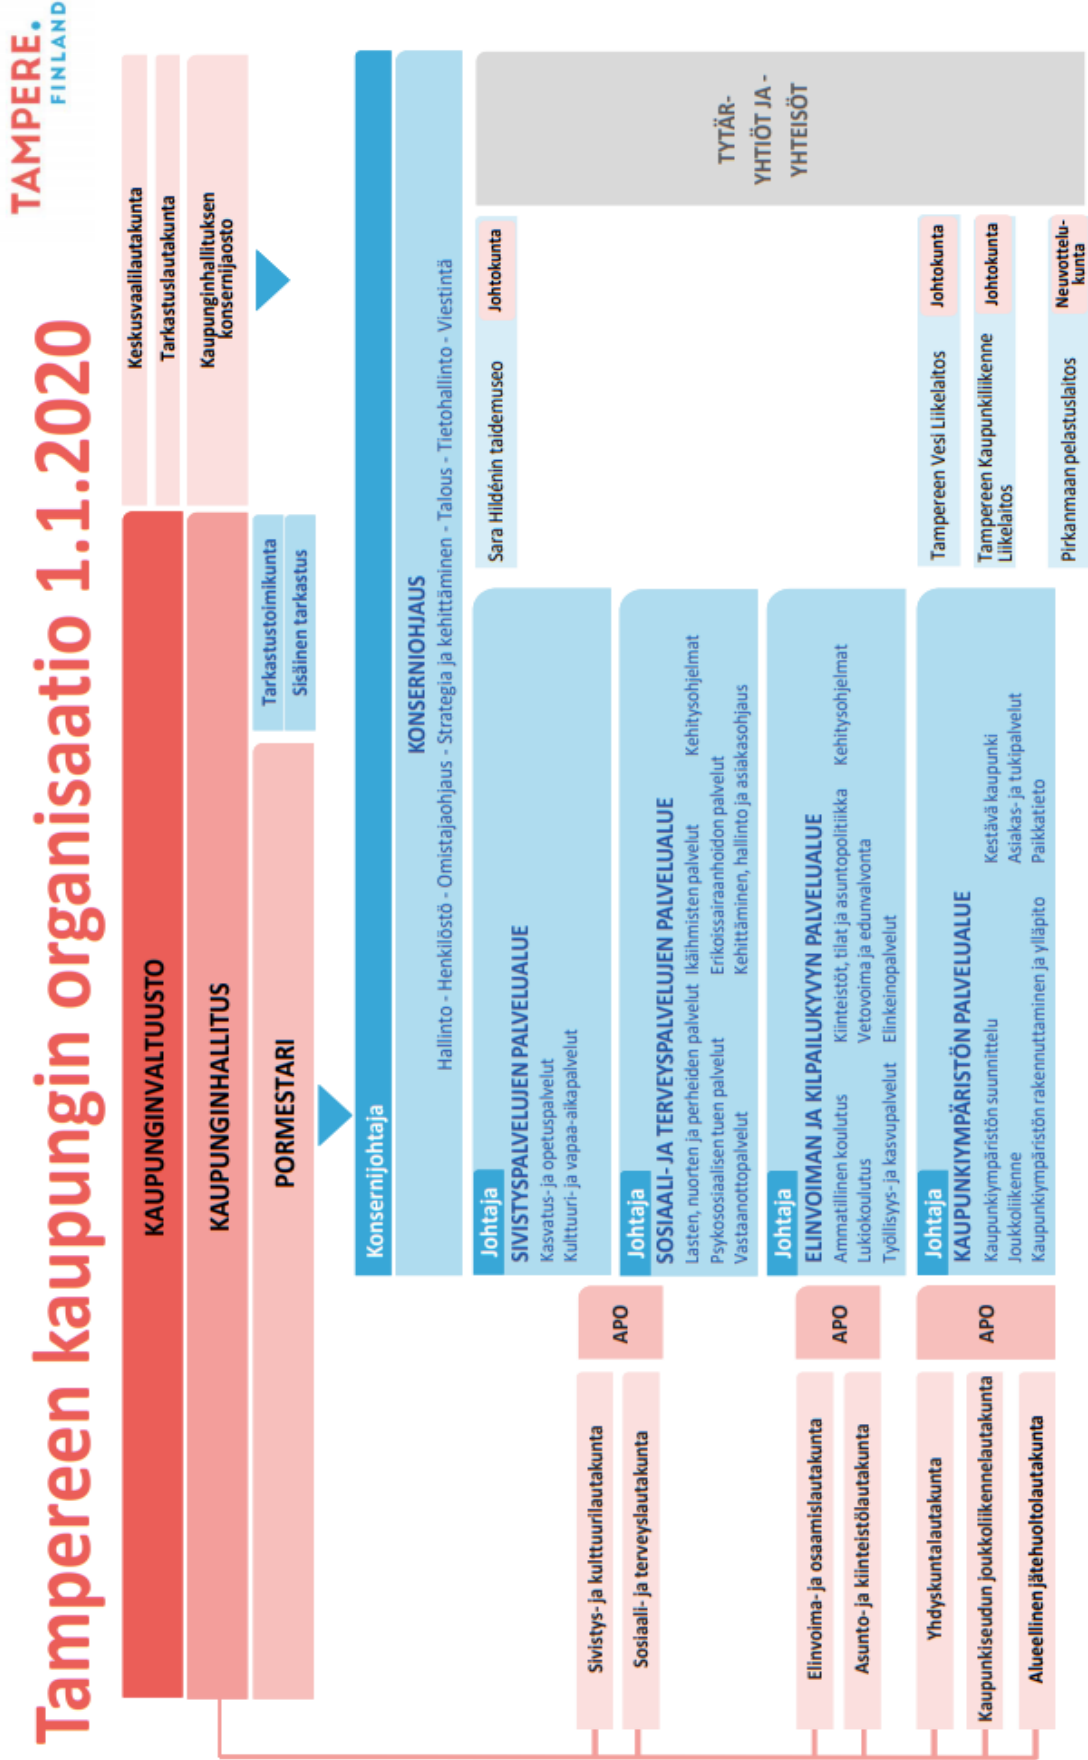 Tampereen kaupungin organisaatio 1.1.2020
TAMPERE.
FINLAND
KAUPUNGINVALTUUSTO
Keskusvaalilautakunta
Tarkastuslautakunta
KAUPUNGINHALLITUS
Kaupunginhallituksen
konsernijaosto
PORMESTARI
Tarkastustoimikunta
Sisäinen tarkastus
Konsernijohtaja
KONSERNIOHJAUS
Hallinto - Henkilöstö - Omistajaohjaus - Strategia ja kehittäminen - Talous - Tietohallinto - Viestintä
Sivistys- ja kulttuurilautakunta
Sosiaali- ja terveyslautakunta
APO
Johtaja
SIVISTYSPALVELUJEN PALVELUALUE
Kasvatus- ja opetuspalvelut
Kulttuuri- ja vapaa-aikapalvelut
Sara Hildénin taidemuseo
Johtokunta
Johtaja
SOSIAALI- JA TERVEYSPALVELUJEN PALVELUALUE
Lasten, nuorten ja perheiden palvelut Ikäihmisten palvelut Kehitysohjelmat
Psykososiaalisen tuen palvelut Erikoissairaanhoidon palvelut
Vastaanottopalvelut Kehittäminen, hallinto ja asiakasohjaus
Elinvoima- ja osaamislautakunta
Asunto- ja kiinteistölautakunta
APO
Johtaja
ELINVOIMAN JA KILPAILUKYVYN PALVELUALUE
Ammatillinen koulutus Kiinteistöt, tilat ja asuntopolitiikka Kehitysohjelmat
Lukiokoulutus Vetovoima ja edunvalvonta
Työllisyys- ja kasvupalvelut Elinkeinopalvelut
Yhdyskuntalautakunta
Kaupunkiseudun joukkoliikennelautakunta
Alueellinen jätehuoltolautakunta
APO
Johtaja
KAUPUNKIYMPÄRISTÖN PALVELUALUE
Kaupunkiympäristön suunnittelu Kestävä kaupunki
Joukkoliikenne Asiakas- ja tukipalvelut
Kaupunkiympäristön rakennuttaminen ja ylläpito Paikkatieto
Tampereen Vesi Liikelaitos
Johtokunta
Tampereen Kaupunkiliikenne
Liikelaitos
Johtokunta
Pirkanmaan pelastuslaitos
Neuvottelu-
kunta
TYTÄR-
YHTIÖT JA -
YHTEISÖT